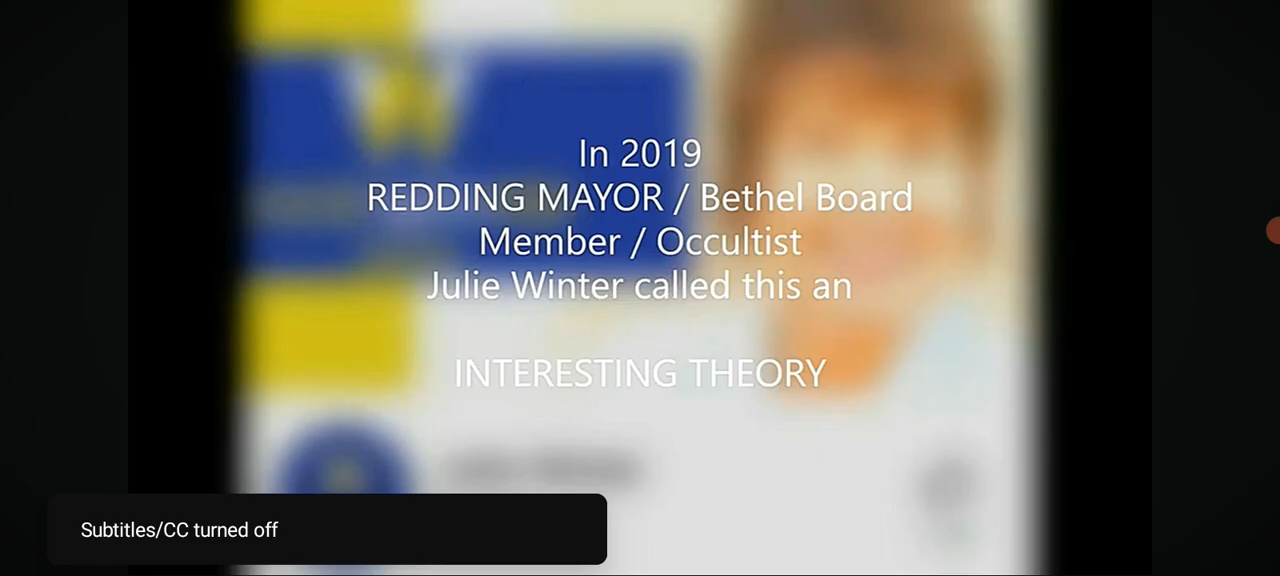 In 2019
REDDING MAYOR / Bethel Board
Member / Occultist
Julie Winter called this an
INTERESTING THEORY
Subtitles/CC turned off